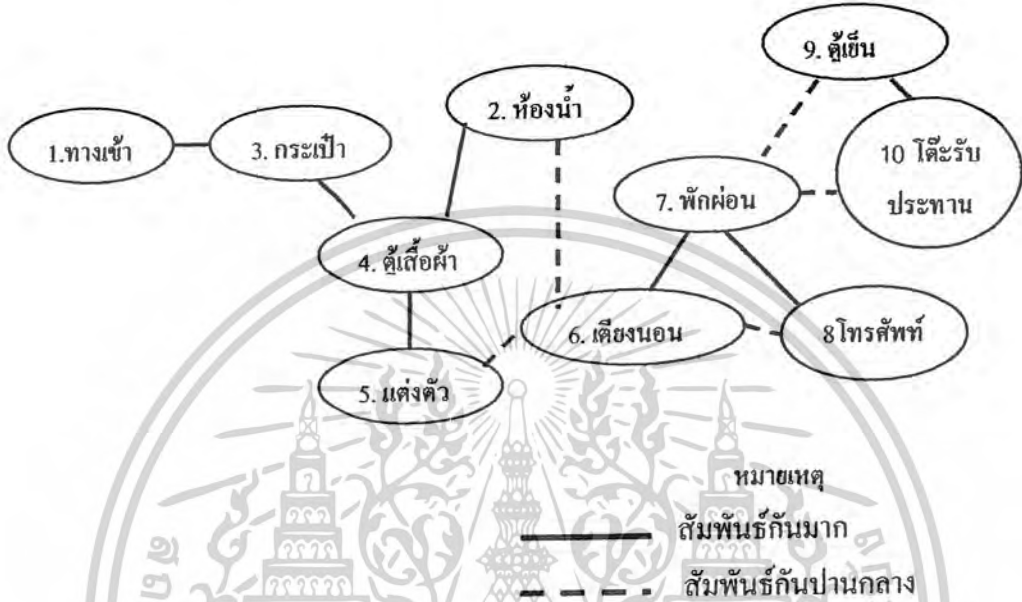 9. ตู้เย็น
2. ห้องน้ำ
1.ทางเข้า
3. กระเป๋า
10 โต๊ะรับ
ประทาน
7. พักผ่อน
4. ตู้เสื้อผ้า
6. เตียงนอน
8โทรศัพท์
5. แต่งตัว
หมายเหตุ
สัมพันธ์กันมาก
สัมพันธ์กันปานกลาง